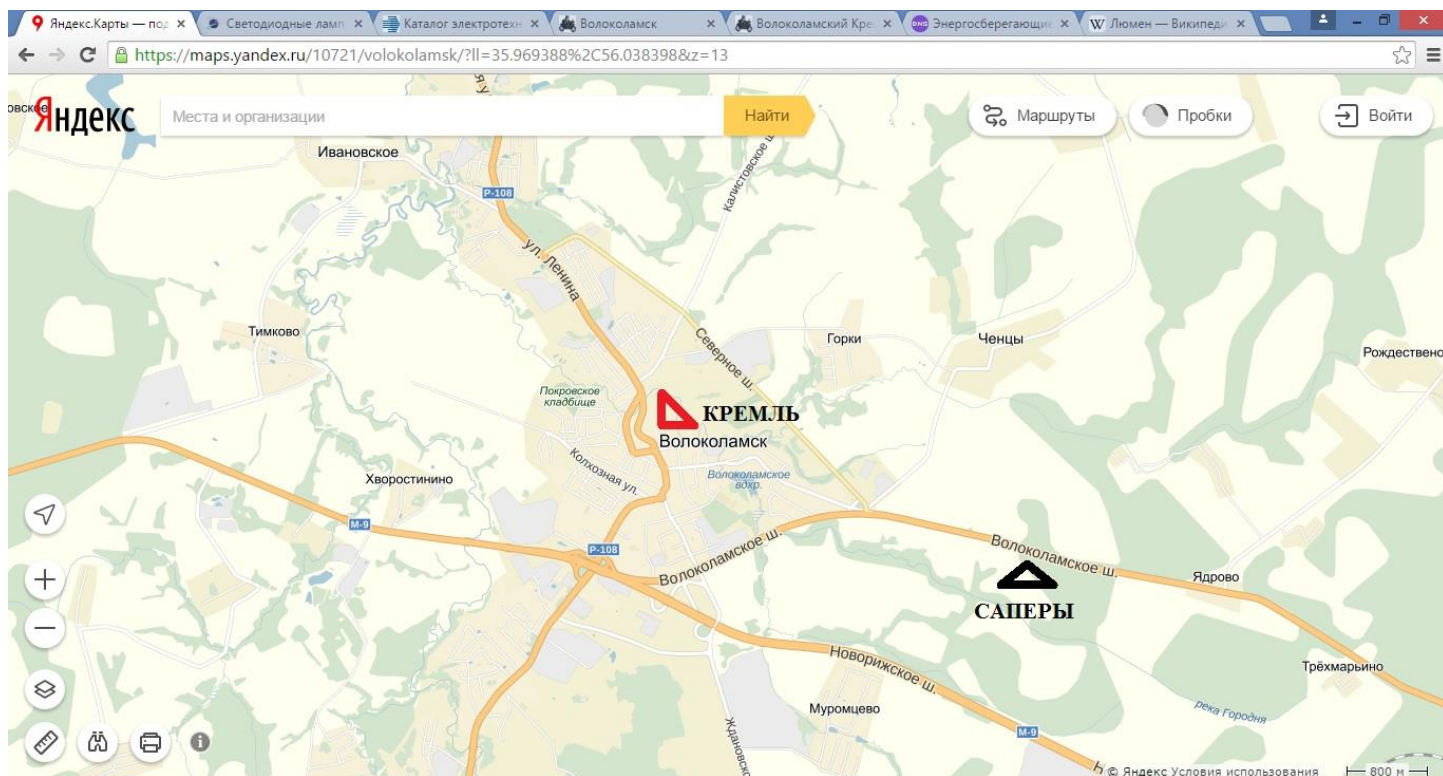 Яндекс.Карты — под
Светодиодные ламп
Каталог электротехн
Волоколамск
Волоколамский Кре
DNS
Энергосберегающие
W
Люмен — Википеди
https://maps.yandex.ru/10721/volokolamsk/?ll=35.969388%2C56.038398&z=13
Яндекс
Места и организации
Найти
Маршруты
Пробки
Войти
Ивановское
Р-108
Калистовское ш.
ул. Ленина
Тимково
Северное ш.
Горки
Ченцы
Рождествено
Покровское
кладбище
КРЕМЛЬ
Волоколамск
Колхозная ул.
Волоколамское
вдхр.
Хворостинино
М-9
Р-108
Волоколамское ш.
Волоколамское ш.
Ядрово
САПЕРЫ
Новорижское ш.
Трёхмарьино
Муромцево
река Городня
Ждановско
М-9
© Яндекс Условия использования
800 м